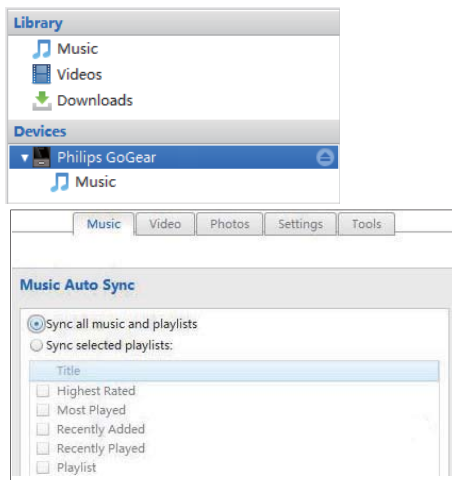 Library
Music
Videos
Downloads
Devices
Philips GoGear
Music
Music Video Photos Settings Tools
Music Auto Sync
Sync all music and playlists
Sync selected playlists:
Title
Highest Rated
Most Played
Recently Added
Recently Played
Playlist